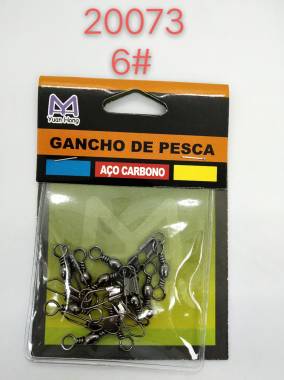 20073
6#
Yuan Hong
GANCHO DE PESCA
AÇO CARBONO